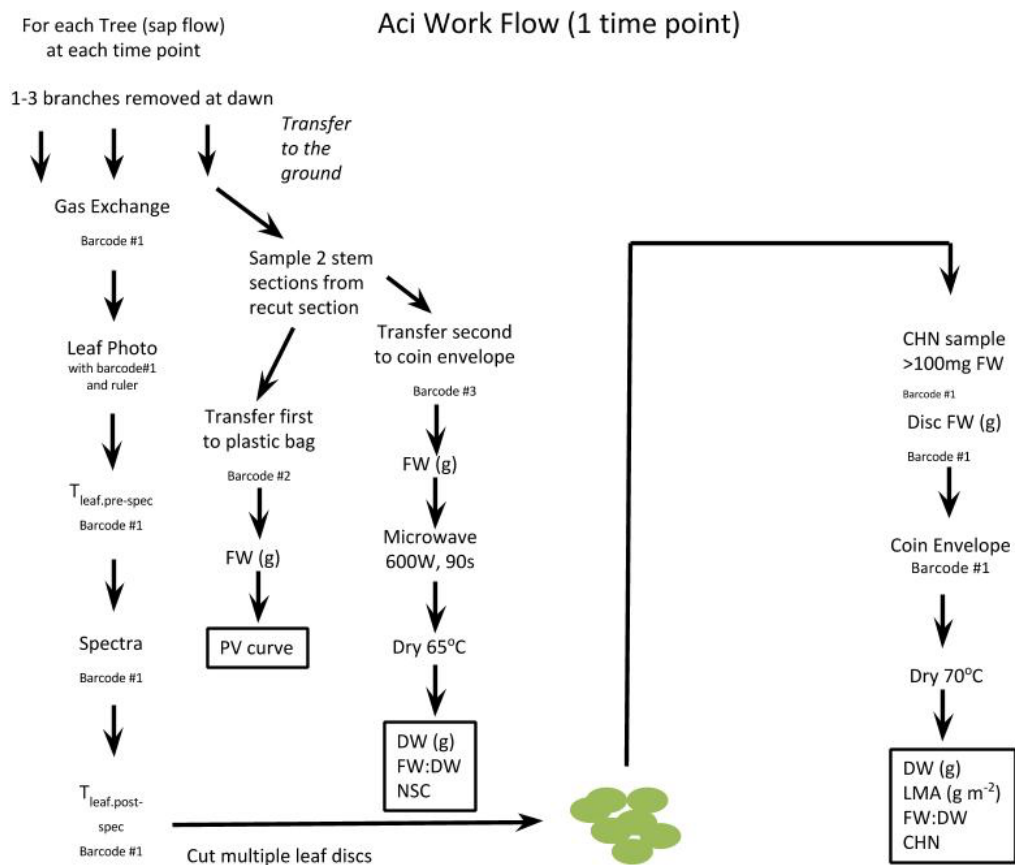 Aci Work Flow (1 time point)
For each Tree (sap flow)
at each time point
1-3 branches removed at dawn
Transfer
to the
ground
Gas Exchange
Barcode #1
Leaf Photo
with barcode#1
and ruler
Tleaf.pre-spec
Barcode #1
Spectra
Barcode #1
Tleaf.post-
spec
Barcode #1
Cut multiple leaf discs
Sample 2 stem
sections from
recut section
Transfer first
to plastic bag
Barcode #2
FW (g)
PV curve
Transfer second
to coin envelope
Barcode #3
FW (g)
Microwave
600W, 90s
Dry 65°C
DW (g)
FW:DW
NSC
CHN sample
>100mg FW
Barcode #1
Disc FW (g)
Barcode #1
Coin Envelope
Barcode #1
Dry 70°C
DW (g)
LMA (g m⁻²)
FW:DW
CHN